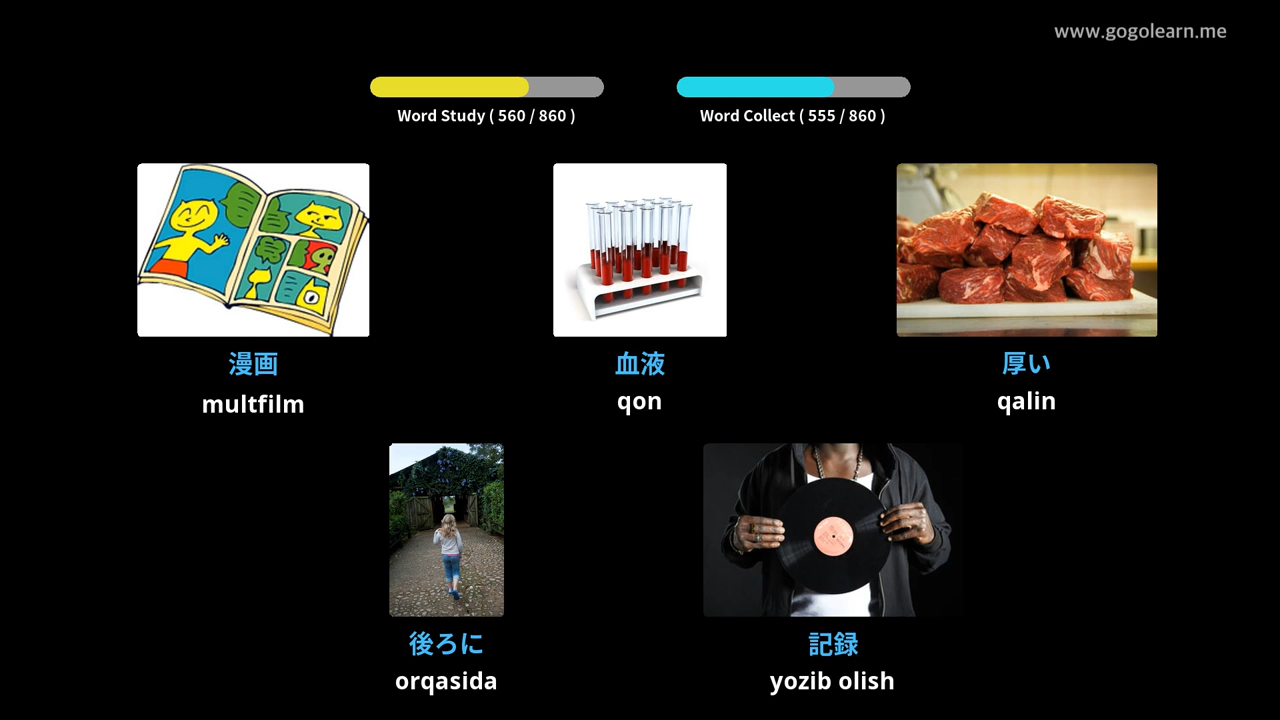 www.gogolearn.me
Word Study ( 560 / 860 )
Word Collect ( 555 / 860 )
漫画
multfilm
血液
qon
厚い
qalin
後ろに
orqasida
記録
yozib olish